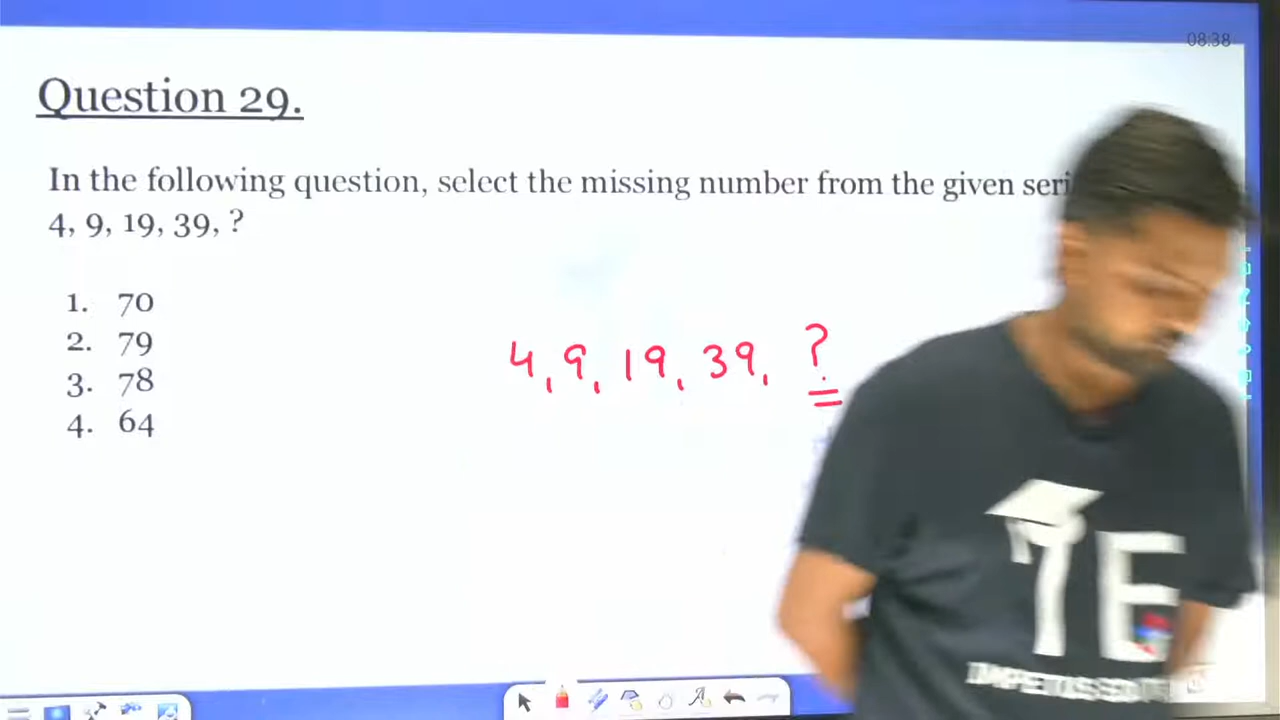 08:38
Question 29.
In the following question, select the missing number from the given seri
4, 9, 19, 39, ?
1. 70
2. 79
3. 78
4. 64
4, 9, 19, 39, ?
IE